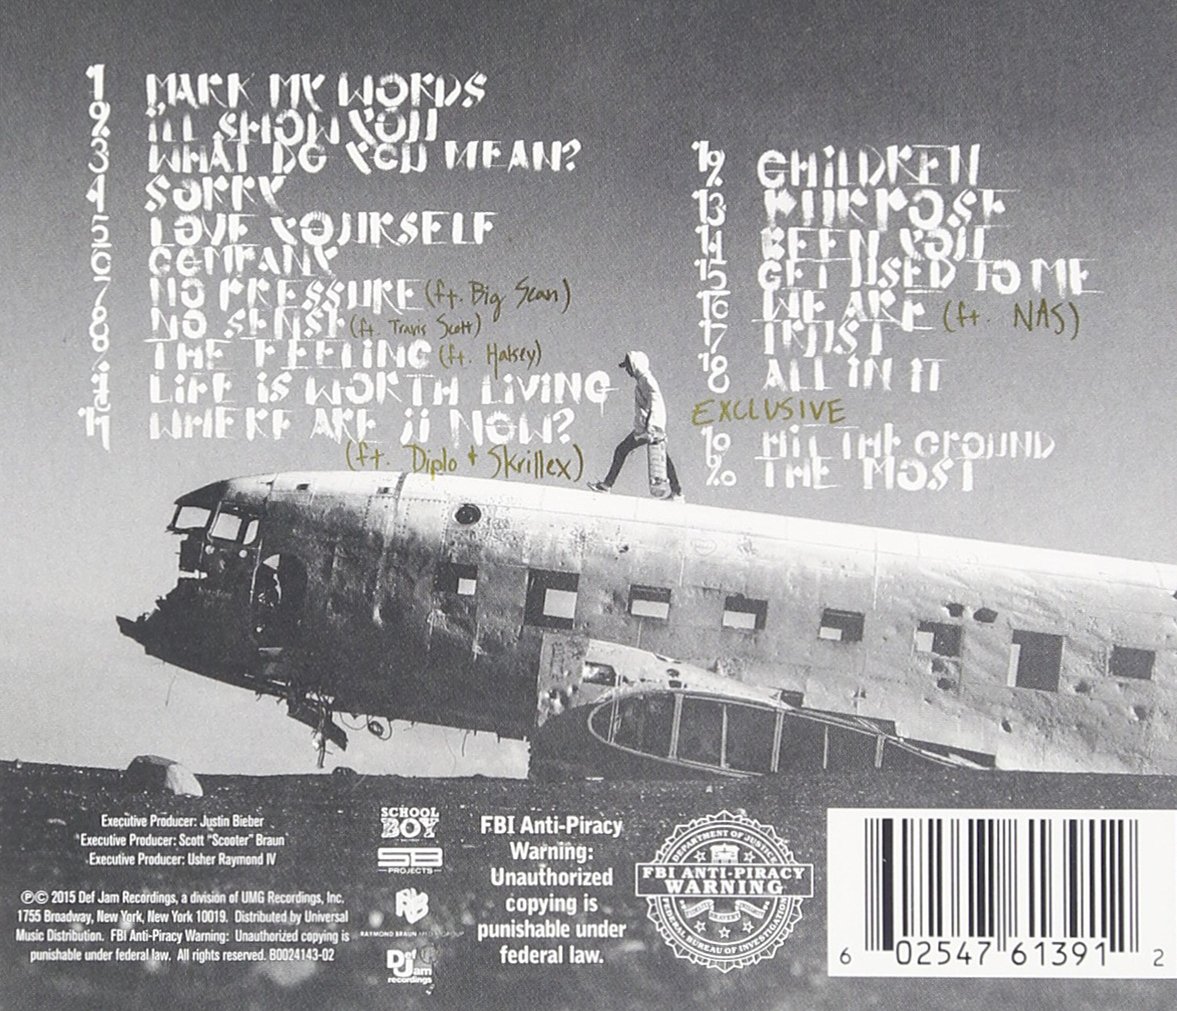 1 MARK MY WORDS
2 I'LL SHOW YOU
3 WHAT DO YOU MEAN?
4 SORRY
5 LOVE YOURSELF
6 COMPANY
7 NO PRESSURE (ft. Big Sean)
8 NO SENSE (ft. Travis Scott)
9 THE FEELING (ft. Halsey)
10 LIFE IS WORTH LIVING
11 WHERE ARE Ü NOW?
(ft. Diplo + Skrillex)
12 CHILDREN
13 PURPOSE
14 BEEN YOU
15 GET USED TO ME
16 WE ARE (ft. NAS)
17 TRUST
18 ALL IN IT
EXCLUSIVE
19 HIT THE GROUND
20 THE MOST
Executive Producer: Justin Bieber
Executive Producer: Scott "Scooter" Braun
Executive Producer: Usher Raymond IV
℗© 2015 Def Jam Recordings, a division of UMG Recordings, Inc.
1755 Broadway, New York, New York 10019. Distributed by Universal
Music Distribution. FBI Anti-Piracy Warning: Unauthorized copying is
punishable under federal law. All rights reserved. B0024143-02
SCHOOL
BOY
SB
PROJECTS
RBMG
RAYMOND BRAUN MEDIA GROUP
Def
Jam
recordings
FBI Anti-Piracy
Warning:
Unauthorized
copying is
punishable under
federal law.
DEPARTMENT OF JUSTICE
FBI ANTI-PIRACY
WARNING
FIDELITY BRAVERY INTEGRITY
FEDERAL BUREAU OF INVESTIGATION
6 02547 61391 2